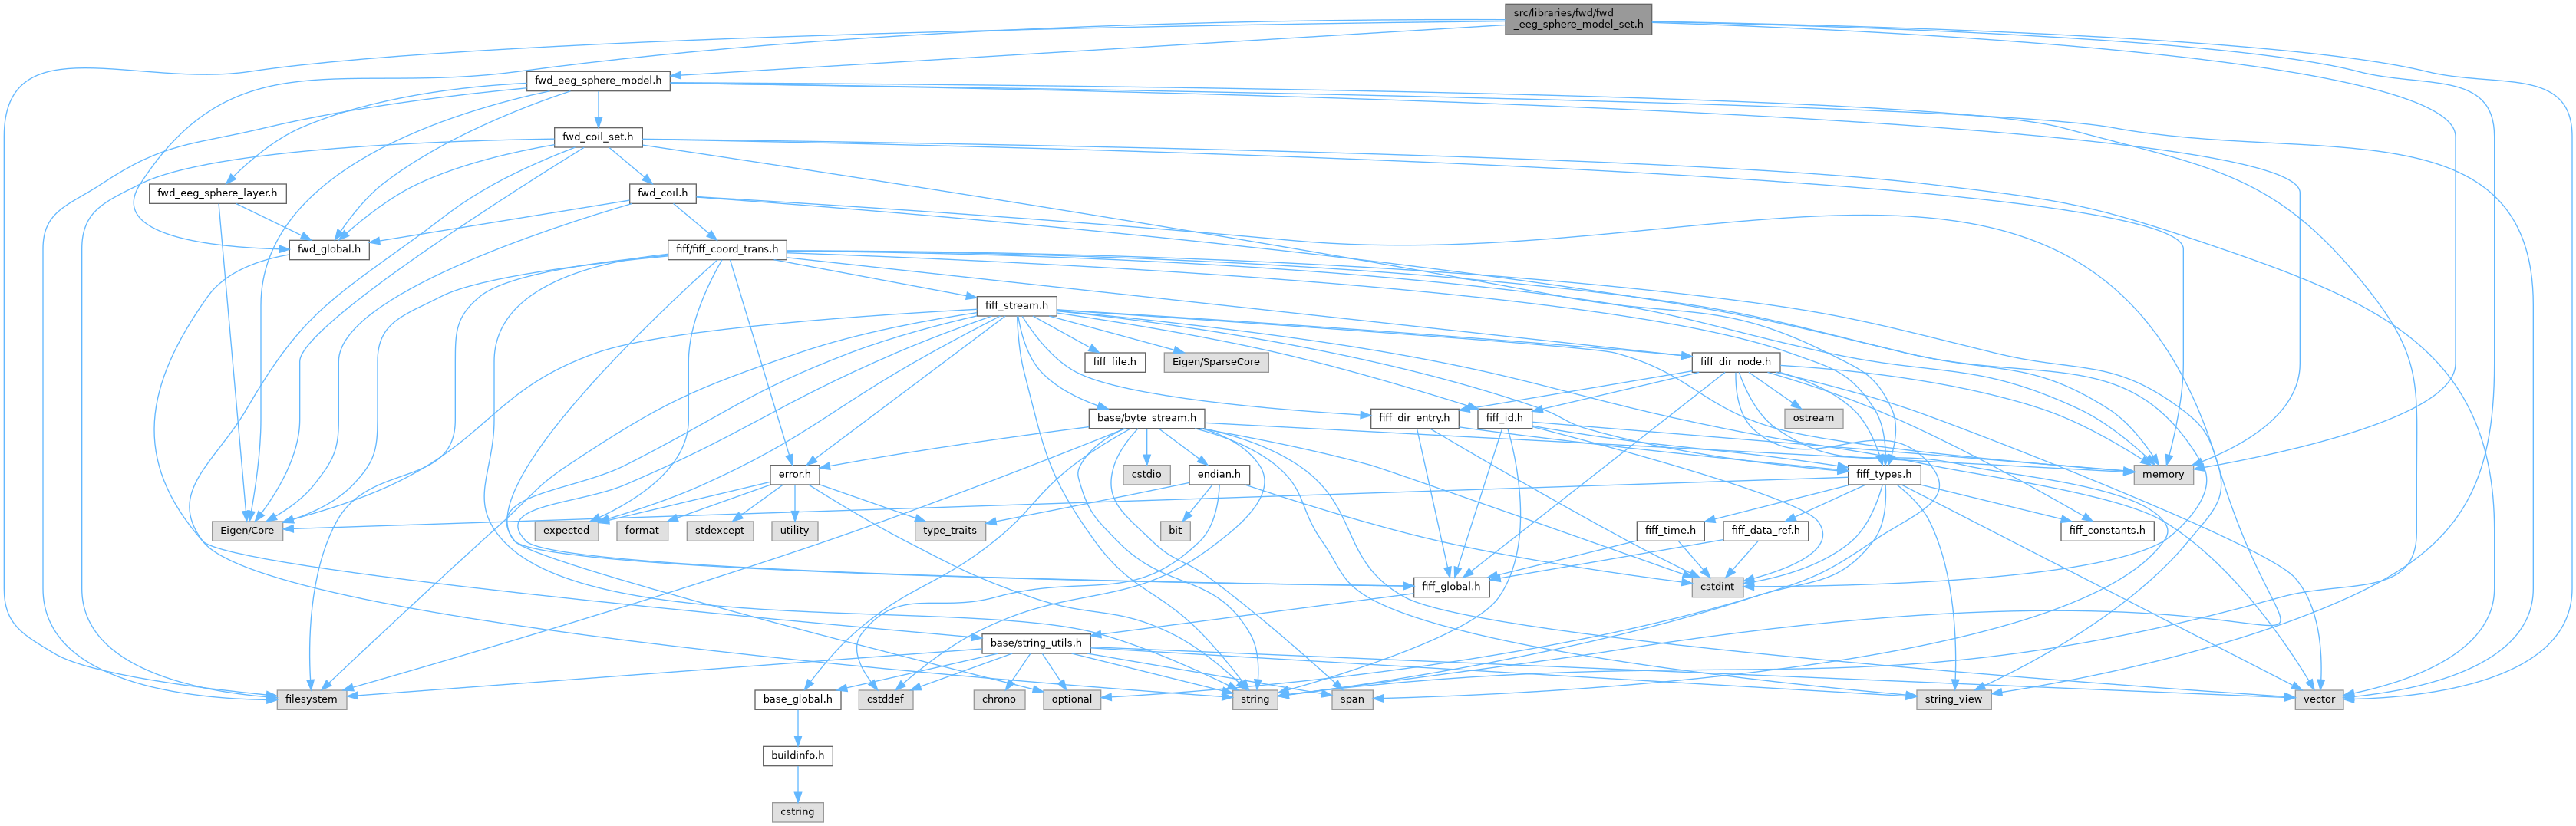 src/libraries/fwd/fwd
_eeg_sphere_model_set.h
fwd_eeg_sphere_model.h
fwd_coil_set.h
fwd_eeg_sphere_layer.h
fwd_coil.h
fwd_global.h
fiff/fiff_coord_trans.h
fiff_stream.h
fiff_file.h
Eigen/SparseCore
fiff_dir_node.h
base/byte_stream.h
fiff_dir_entry.h
fiff_id.h
ostream
error.h
cstdio
endian.h
fiff_types.h
memory
Eigen/Core
expected
format
stdexcept
utility
type_traits
bit
fiff_time.h
fiff_data_ref.h
fiff_constants.h
fiff_global.h
cstdint
base/string_utils.h
filesystem
base_global.h
cstddef
chrono
optional
string
span
string_view
vector
buildinfo.h
cstring